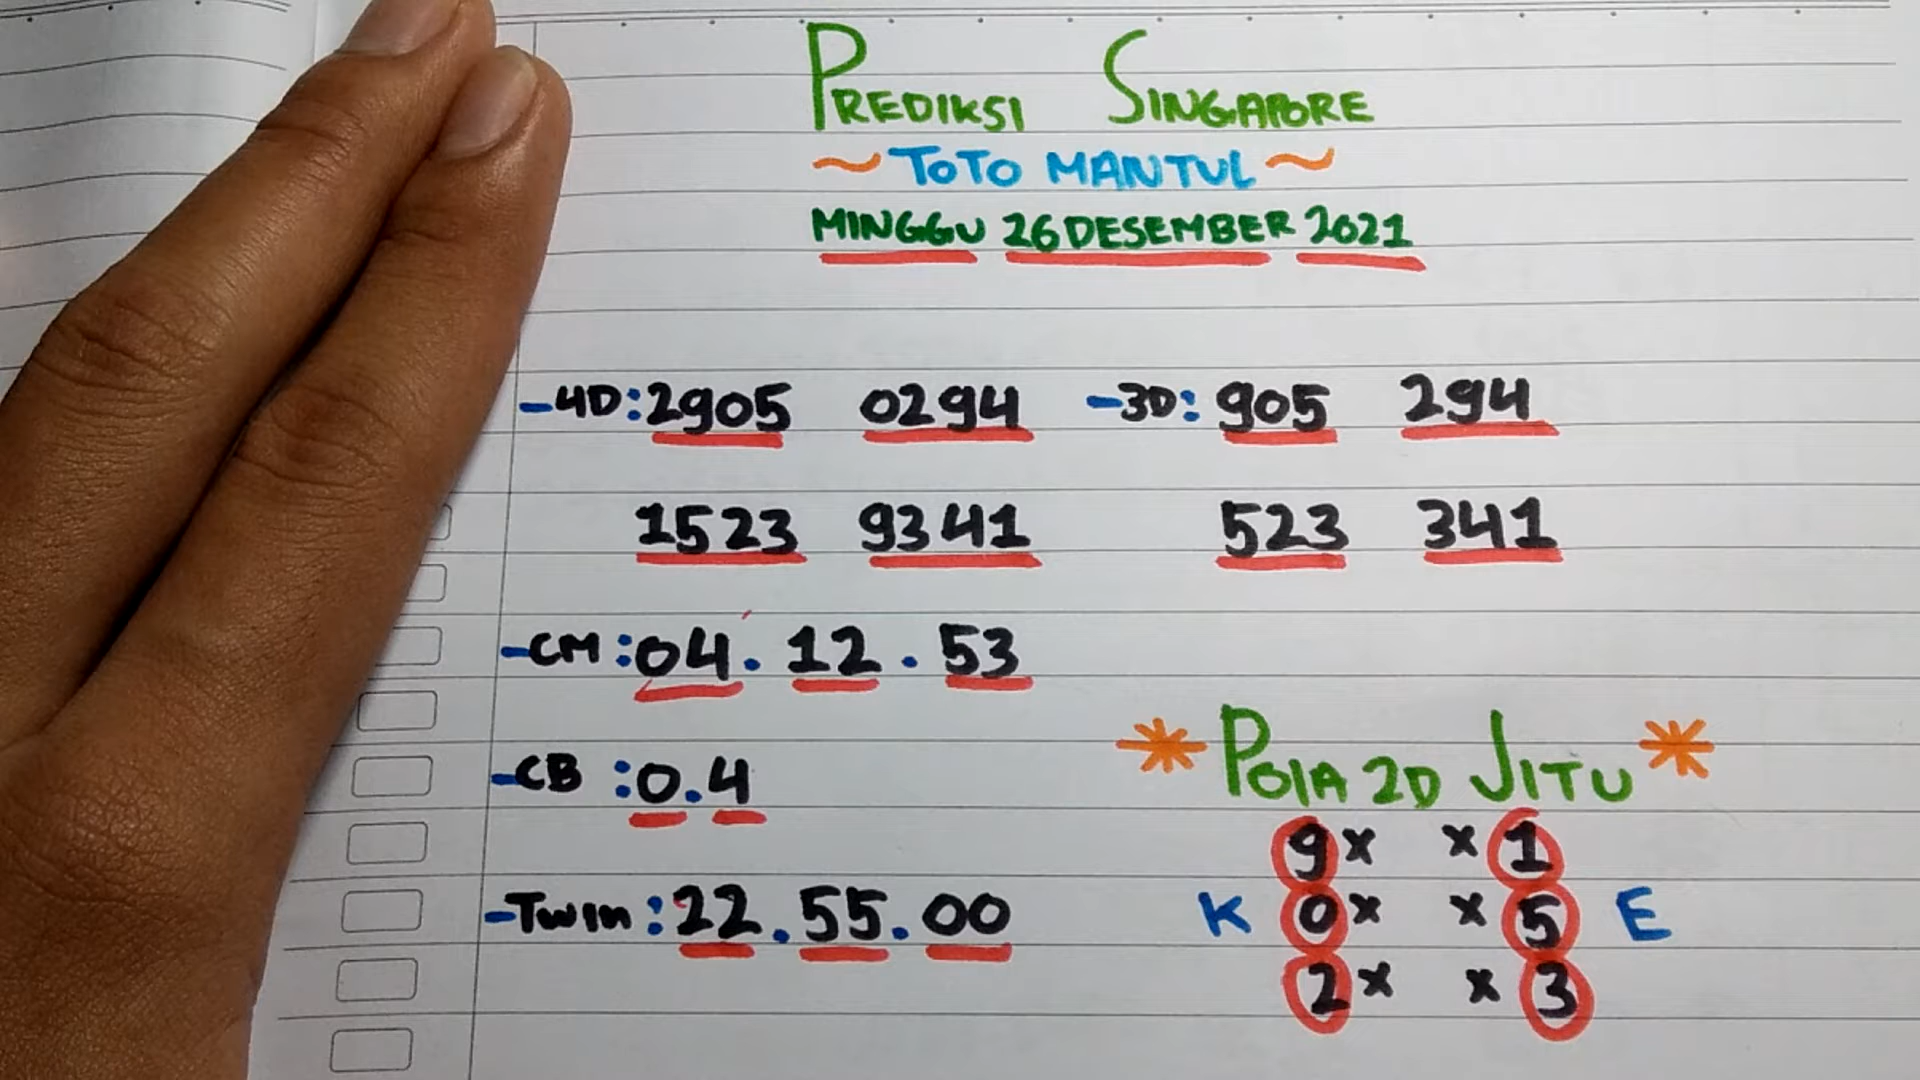 PREDIKSI SINGAPORE
~ TOTO MANTUL ~
MINGGU 26 DESEMBER 2021
-4D: 2905 0294 -3D: 905 294
1523 9341 523 341
-CM: 04. 12. 53
-CB: 0.4
* POlA 2D JITU *
9x x1
-Twin: 22.55.00 K 0x x5 E
2x x3